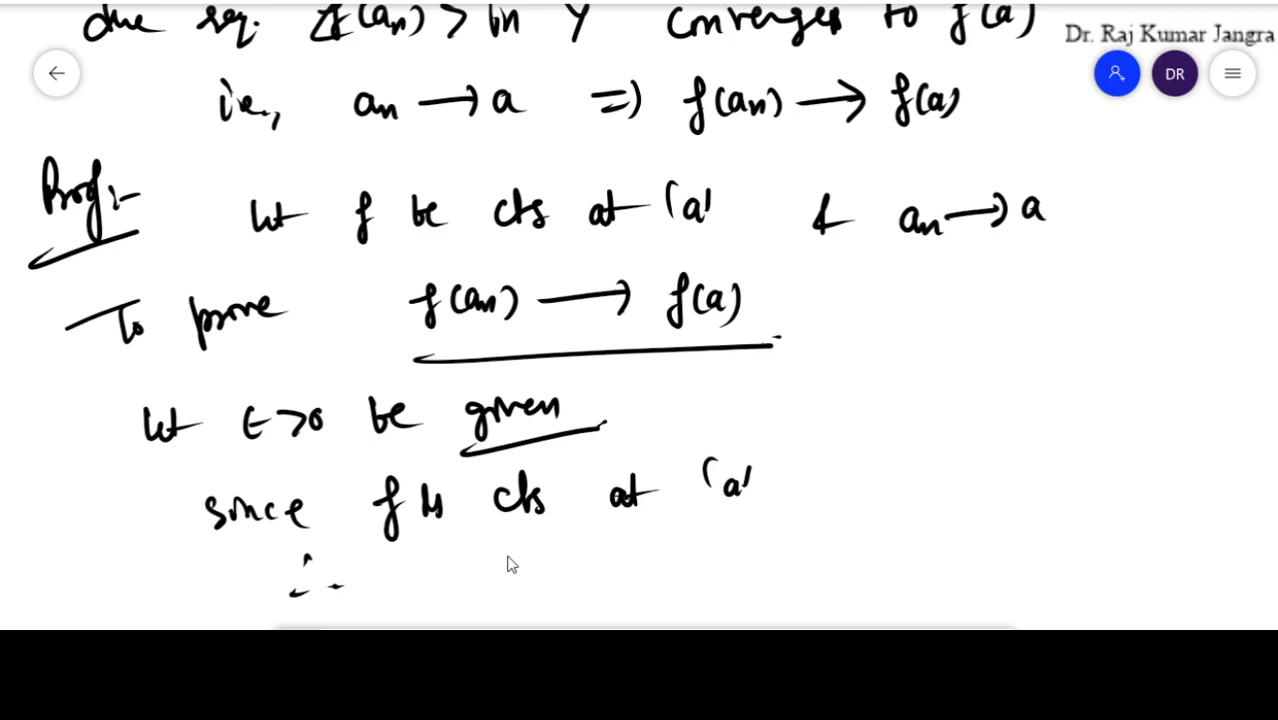 the seq. <f(an)> in Y converges to f(a)
Dr. Raj Kumar Jangra
DR
i.e., an → a => f(an) → f(a)
Proof:-
let f be cts at 'a' & an → a
To prove f(an) → f(a)
let ϵ>0 be given
since f is cts at 'a'
∴